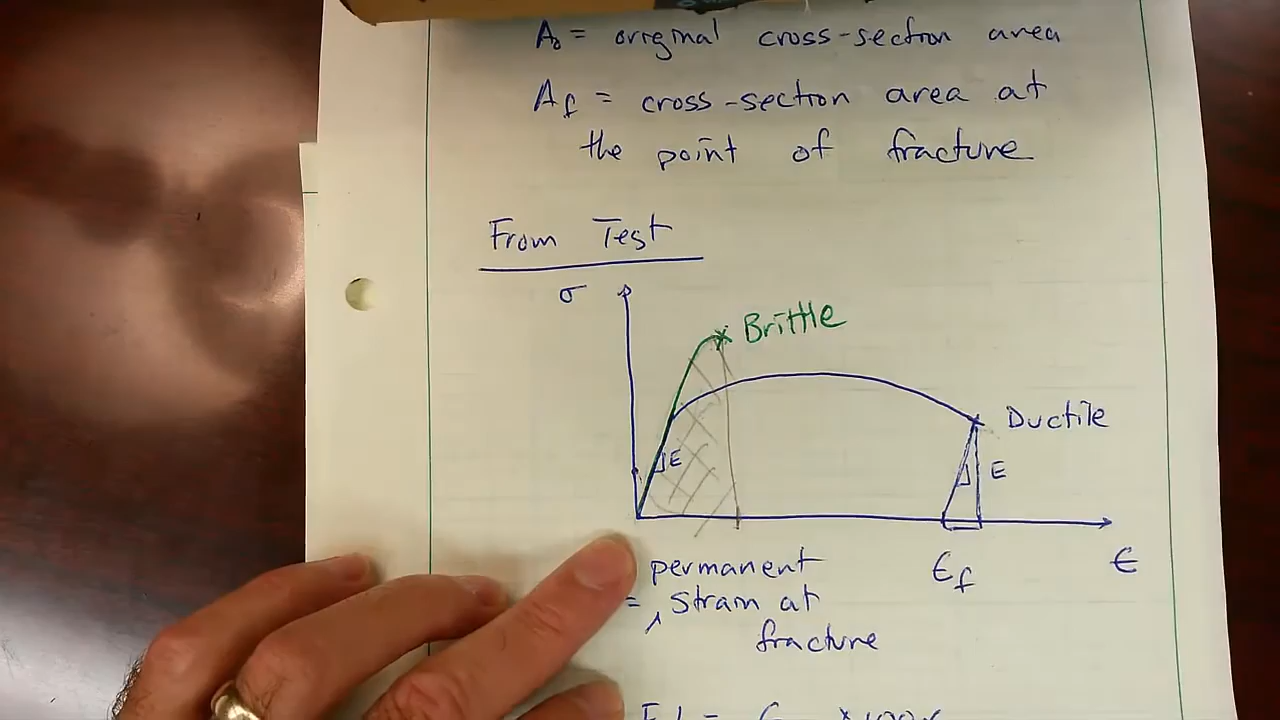 A₀ = original cross-section area
A_f = cross-section area at
the point of fracture
From Test
σ
Brittle
Ductile
E
E
ϵ_f
ϵ
permanent
= strain at
fracture